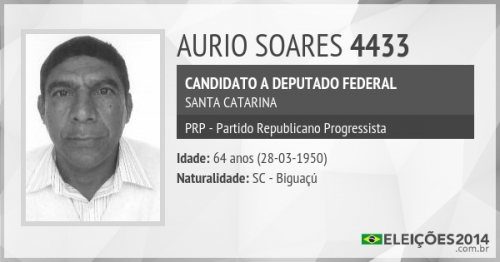 AURIO SOARES 4433
CANDIDATO A DEPUTADO FEDERAL
SANTA CATARINA
PRP - Partido Republicano Progressista
Idade: 64 anos (28-03-1950)
Naturalidade: SC - Biguaçú
ELEIÇÕES2014
.com.br